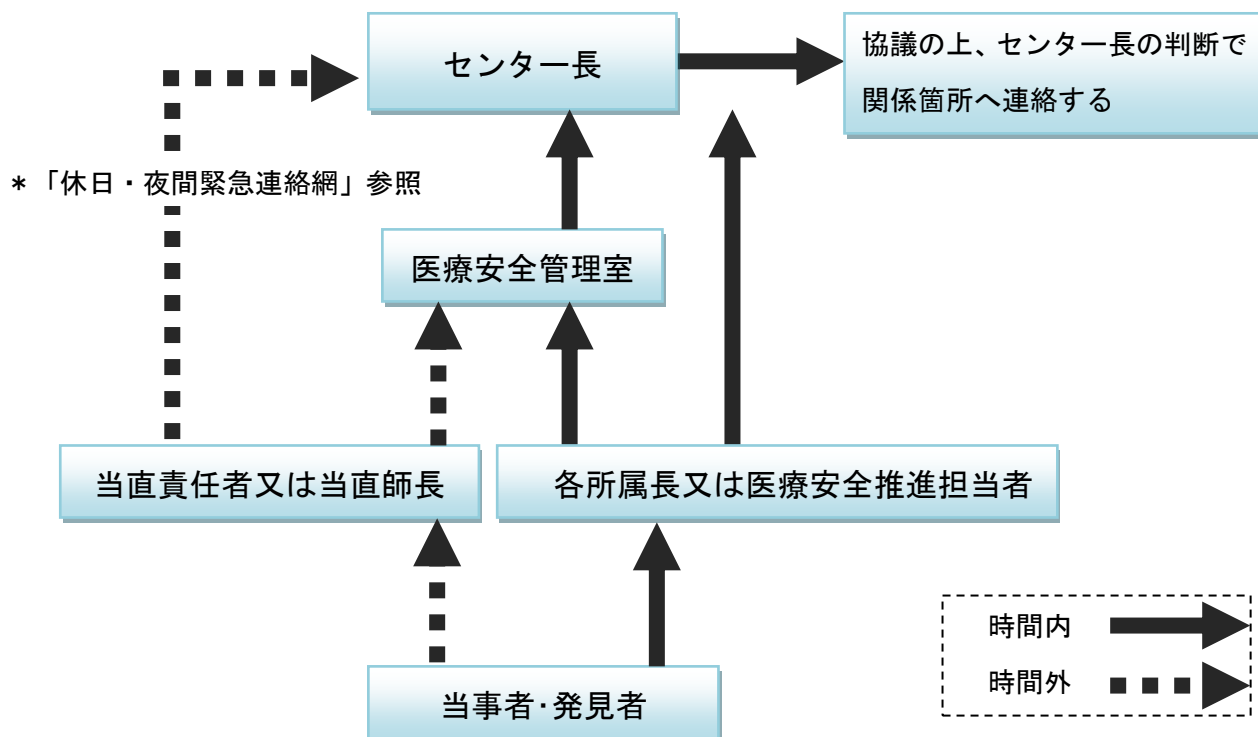 センター長
協議の上、センター長の判断で
関係箇所へ連絡する
*「休日・夜間緊急連絡網」参照
医療安全管理室
当直責任者又は当直師長
各所属長又は医療安全推進担当者
時間内
時間外
当事者・発見者